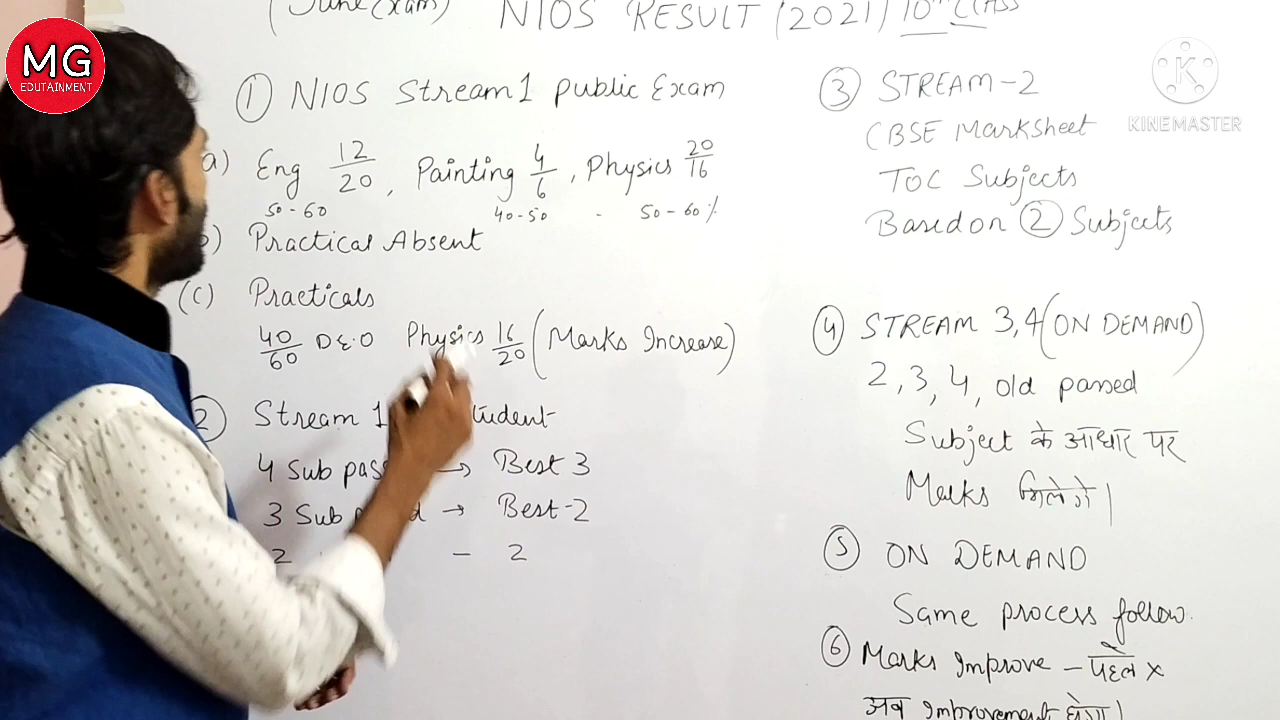 MG
EDUTAINMENT
(June Exam) NIOS RESULT (2021) 10th CLASS
① NIOS Stream 1 Public Exam
a) Eng 12/20, Painting 4/6, Physics 20/16
50-60 40-50 - 50-60%
b) Practical Absent
(c) Practicals
40/60 D.E.O Physics 16/20 (Marks Increase)
② Stream 1 student
4 Sub pass → Best 3
3 Sub → Best-2
2 - 2
③ STREAM-2
CBSE Marksheet
TOC Subjects
Based on ② Subjects
④ STREAM 3,4 (ON DEMAND)
2, 3, 4, old passed
Subject के आधार पर
Marks मिलेगे।
⑤ ON DEMAND
Same process follow.
⑥ Marks Improve - पहले x
अब Improvement होगा।
K
KINEMASTER